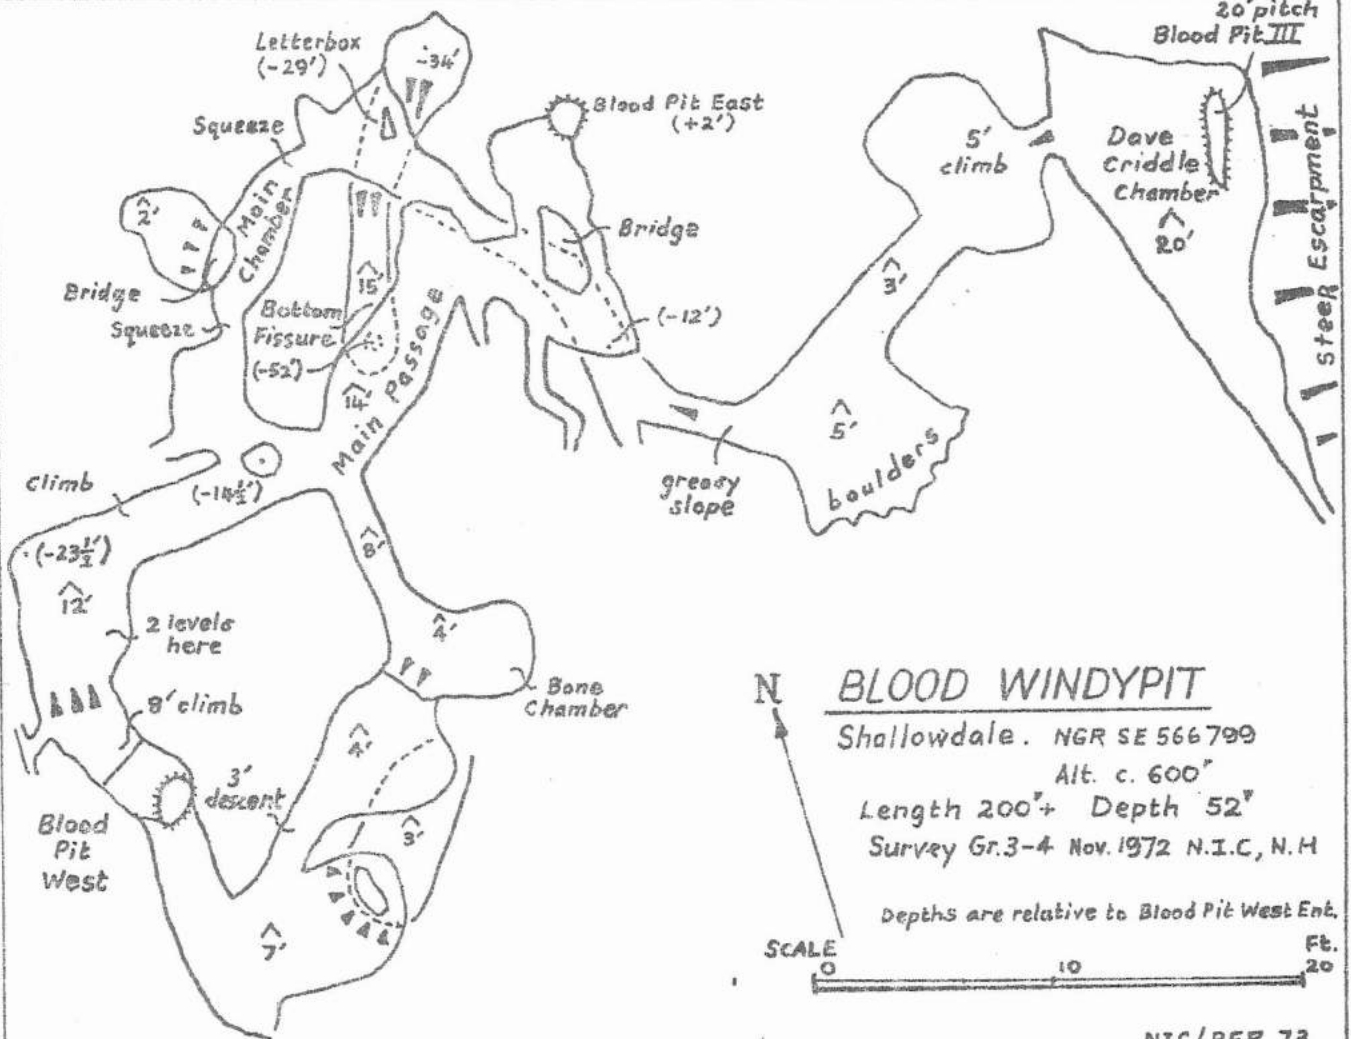 20' pitch
Blood Pit III
Letterbox
(-29')
-34'
Blood Pit East
(+2')
Squeeze
5'
climb
Dave
Criddle
Chamber
20'
Steer Escarpment
2'
Main
Chamber
Bridge
Bridge
3'
15'
Squeeze
Bottom
Fissure
(-52')
(-12')
14'
Main Passage
5'
boulders
greasy
slope
climb
(-14½')
(-23½')
8'
12'
2 levels
here
4'
8' climb
Bone
Chamber
4'
3'
descent
3'
Blood
Pit
West
7'
N
BLOOD WINDYPIT
Shallowdale. NGR SE 566799
Alt. c. 600'
Length 200'+ Depth 52'
Survey Gr.3-4 Nov. 1972 N.I.C, N.H
Depths are relative to Blood Pit West Ent.
SCALE
Ft.
0 10 20